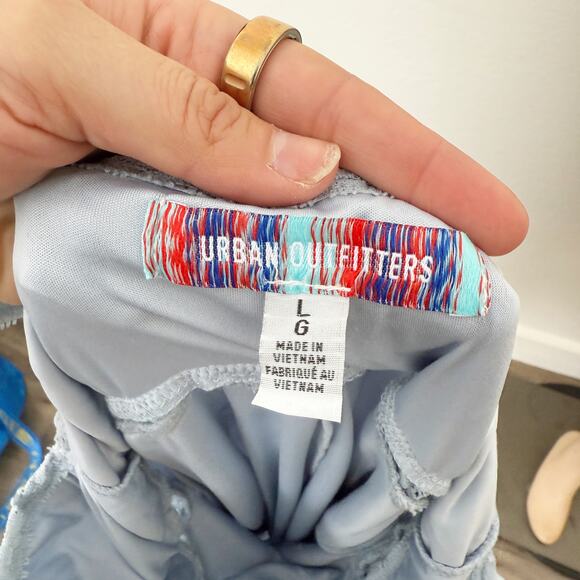 URBAN OUTFITTERS
L
G
MADE IN
VIETNAM
FABRIQUÉ AU
VIETNAM